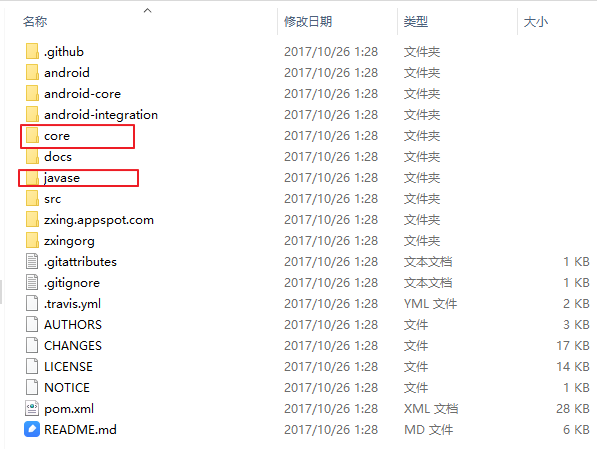 名称 修改日期 类型 大小
.github 2017/10/26 1:28 文件夹
android 2017/10/26 1:28 文件夹
android-core 2017/10/26 1:28 文件夹
android-integration 2017/10/26 1:28 文件夹
core 2017/10/26 1:28 文件夹
docs 2017/10/26 1:28 文件夹
javase 2017/10/26 1:28 文件夹
src 2017/10/26 1:28 文件夹
zxing.appspot.com 2017/10/26 1:28 文件夹
zxingorg 2017/10/26 1:28 文件夹
.gitattributes 2017/10/26 1:28 文本文档 1 KB
.gitignore 2017/10/26 1:28 文本文档 1 KB
.travis.yml 2017/10/26 1:28 YML 文件 2 KB
AUTHORS 2017/10/26 1:28 文件 3 KB
CHANGES 2017/10/26 1:28 文件 17 KB
LICENSE 2017/10/26 1:28 文件 14 KB
NOTICE 2017/10/26 1:28 文件 1 KB
pom.xml 2017/10/26 1:28 XML 文档 28 KB
README.md 2017/10/26 1:28 MD 文件 6 KB